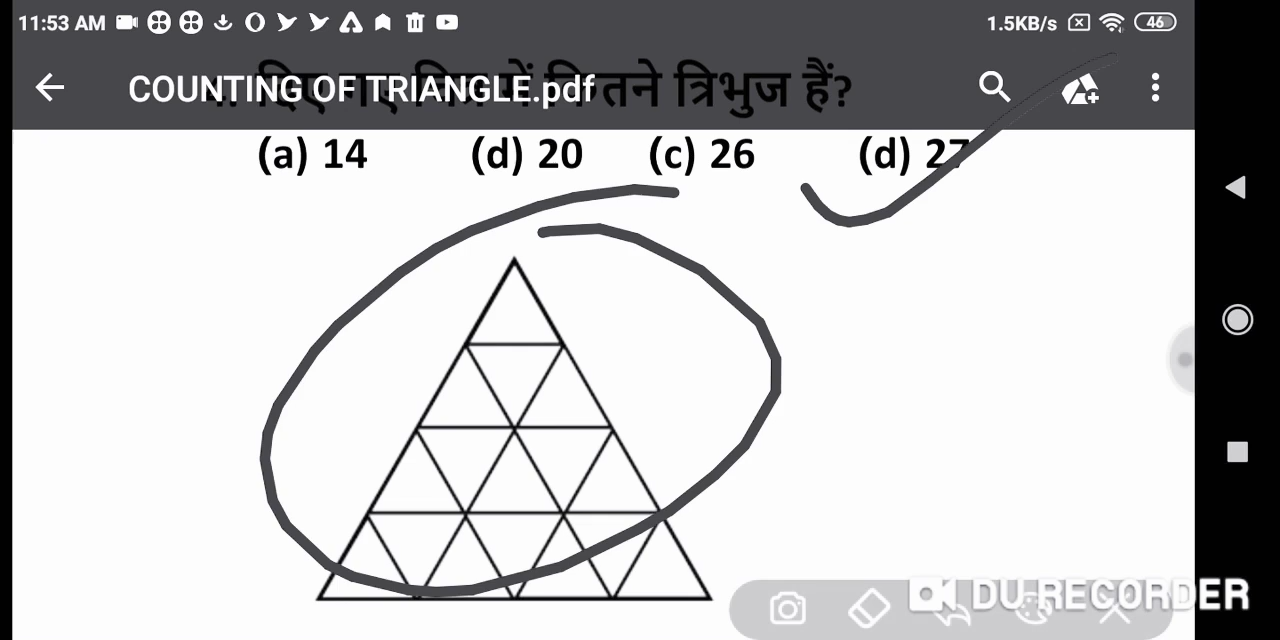 11:53 AM 1.5KB/s 46
COUNTING OF TRIANGLE.pdf
में कितने त्रिभुज हैं?
(a) 14 (d) 20 (c) 26 (d) 27
DU RECORDER